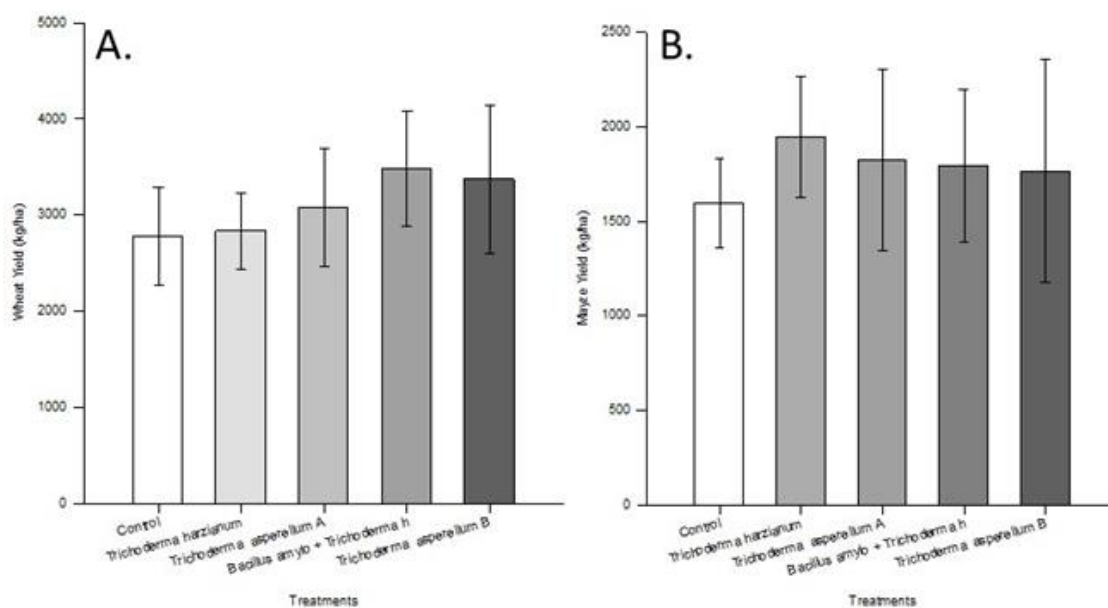 A.
Wheat Yield (kg/ha)
5000
4000
3000
2000
1000
0
Control
Trichoderma harzianum
Trichoderma asperellum A
Bacillus amylo + Trichoderma h
Trichoderma asperellum B
Treatments
B.
Mayze Yield (kg/ha)
2500
2000
1500
1000
500
0
Control
Trichoderma harzianum
Trichoderma asperellum A
Bacillus amylo + Trichoderma h
Trichoderma asperellum B
Treatments